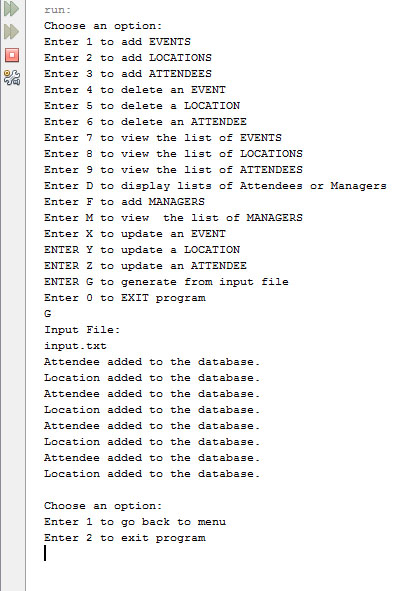 run:
Choose an option:
Enter 1 to add EVENTS
Enter 2 to add LOCATIONS
Enter 3 to add ATTENDEES
Enter 4 to delete an EVENT
Enter 5 to delete a LOCATION
Enter 6 to delete an ATTENDEE
Enter 7 to view the list of EVENTS
Enter 8 to view the list of LOCATIONS
Enter 9 to view the list of ATTENDEES
Enter D to display lists of Attendees or Managers
Enter F to add MANAGERS
Enter M to view  the list of MANAGERS
Enter X to update an EVENT
ENTER Y to update a LOCATION
ENTER Z to update an ATTENDEE
ENTER G to generate from input file
Enter 0 to EXIT program
G
Input File:
input.txt
Attendee added to the database.
Location added to the database.
Attendee added to the database.
Location added to the database.
Attendee added to the database.
Location added to the database.
Attendee added to the database.
Location added to the database.
Choose an option:
Enter 1 to go back to menu
Enter 2 to exit program